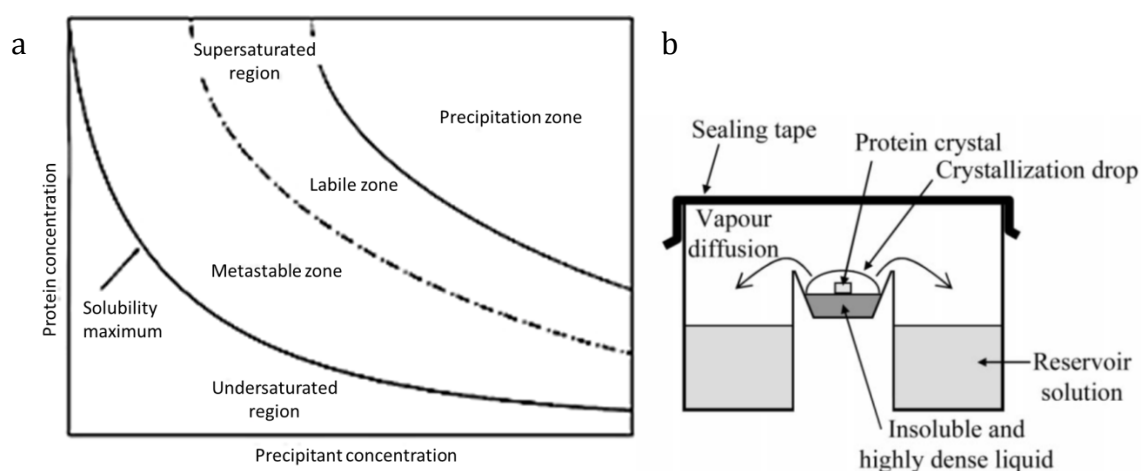 a
Supersaturated
region
Precipitation zone
Labile zone
Metastable zone
Solubility
maximum
Undersaturated
region
Protein concentration
Precipitant concentration
b
Sealing tape
Protein crystal
Crystallization drop
Vapour
diffusion
Reservoir
solution
Insoluble and
highly dense liquid